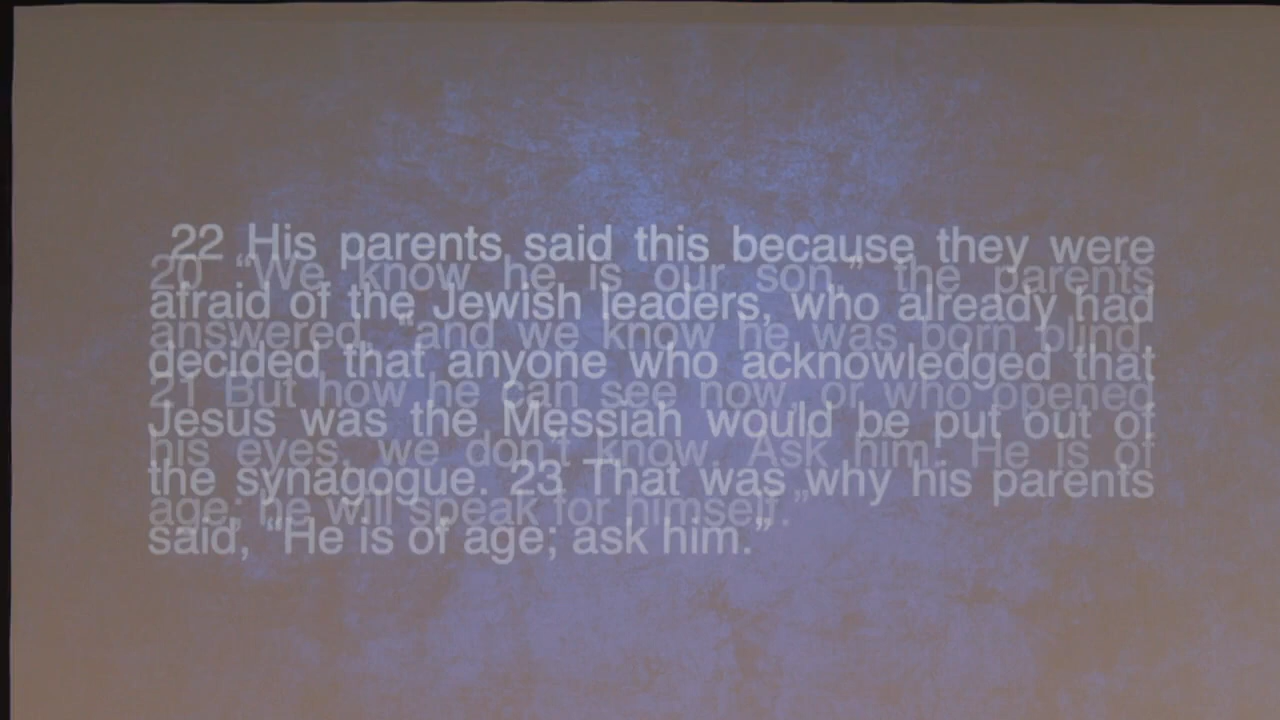 22 His parents said this because they were
20 “We know he is our son,” the parents
afraid of the Jewish leaders, who already had
answered, “and we know he was born blind.
decided that anyone who acknowledged that
21 But how he can see now, or who opened
Jesus was the Messiah would be put out of
his eyes, we don’t know. Ask him. He is of
the synagogue. 23 That was why his parents
age; he will speak for himself.”
said, “He is of age; ask him.”